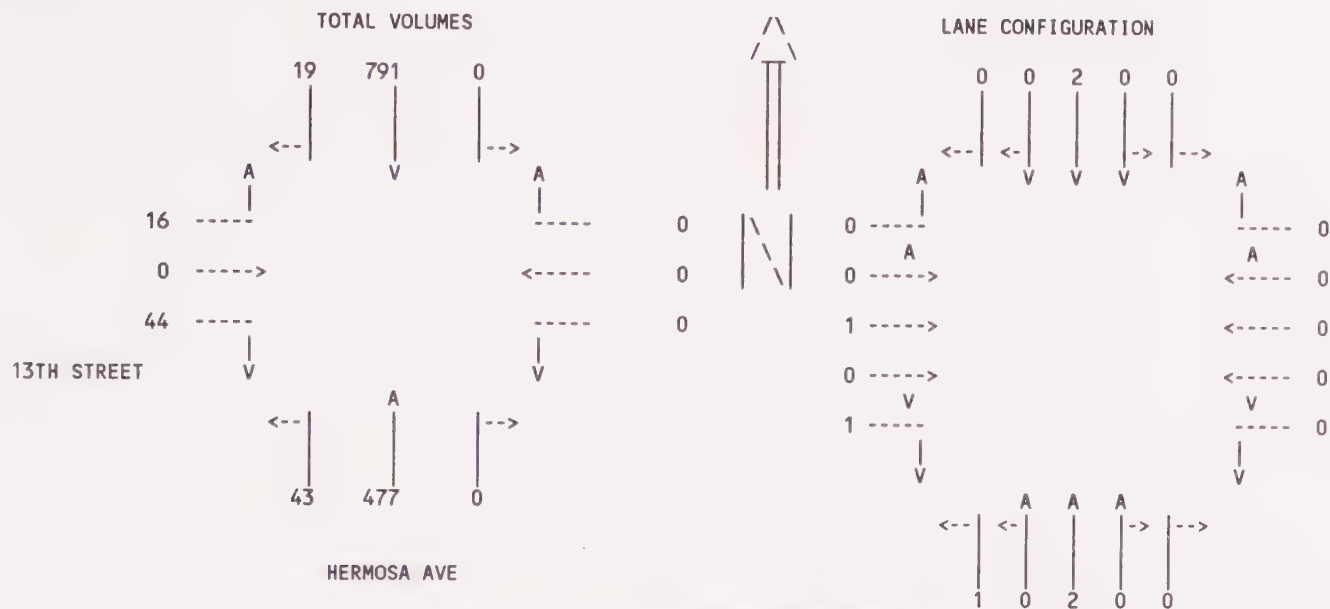 TOTAL VOLUMES
LANE CONFIGURATION
19 791 0
0 0 2 0 0
16 0 0 0
0 0 0 0
44 0 1 0
13TH STREET
0 0
1 0
43 477 0
N
HERMOSA AVE
1 0 2 0 0